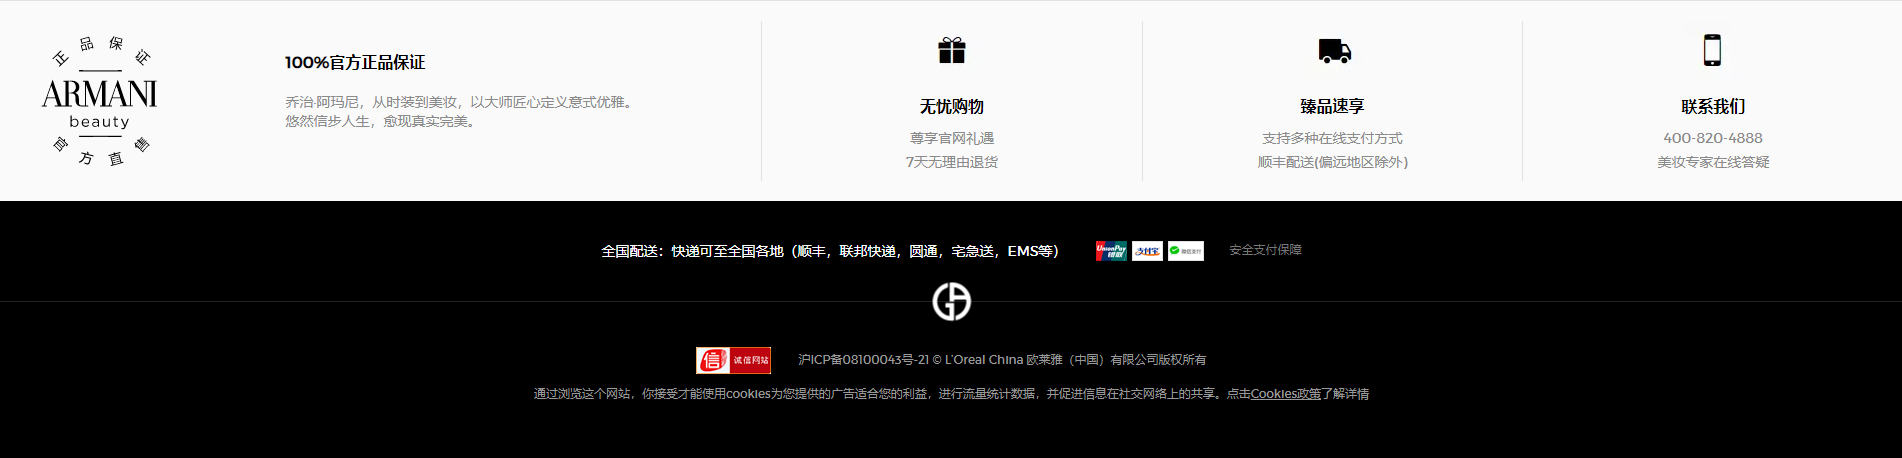 正品保证
ARMANI
beauty
官方直售
100%官方正品保证
乔治·阿玛尼，从时装到美妆，以大师匠心定义意式优雅。
悠然信步人生，愈现真实完美。
无忧购物
尊享官网礼遇
7天无理由退货
臻品速享
支持多种在线支付方式
顺丰配送(偏远地区除外)
联系我们
400-820-4888
美妆专家在线答疑
全国配送：快递可至全国各地（顺丰，联邦快递，圆通，宅急送，EMS等）
UnionPay
银联
支付宝
微信支付
安全支付保障
GA
信 诚信网站
沪ICP备08100043号-21 © L'Oreal China 欧莱雅（中国）有限公司版权所有
通过浏览这个网站，你接受才能使用cookies为您提供的广告适合您的利益，进行流量统计数据，并促进信息在社交网络上的共享。点击Cookies政策了解详情